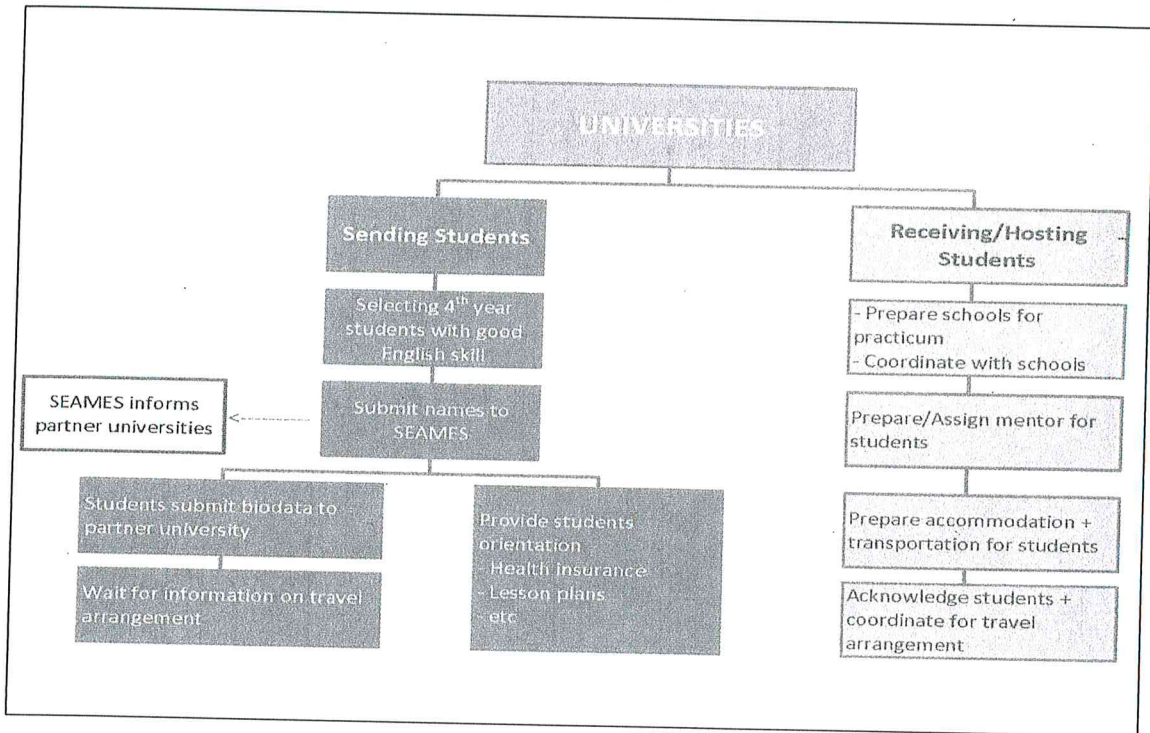 UNIVERSITIES
Sending Students
Selecting 4th year
students with good
English skill
Submit names to
SEAMES
SEAMES informs
partner universities
Students submit biodata to
partner university
Wait for information on travel
arrangement
Provide students
orientation
- Health insurance
- Lesson plans
- etc
Receiving/Hosting
Students
- Prepare schools for
practicum
- Coordinate with schools
Prepare/Assign mentor for
students
Prepare accommodation +
transportation for students
Acknowledge students +
coordinate for travel
arrangement